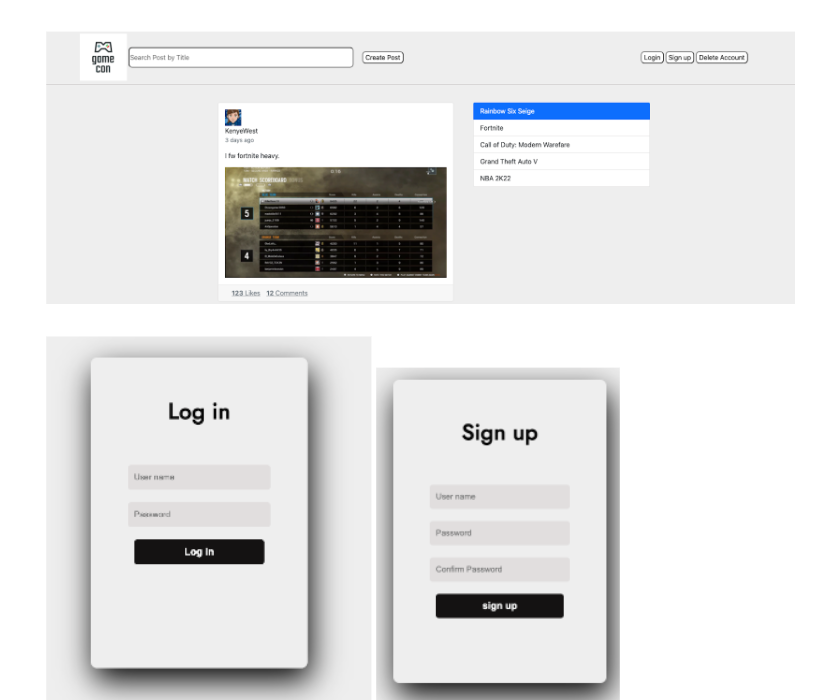 game
con
Search Post by Title
Create Post
Login
Sign up
Delete Account
KenyeWest
3 days ago
I he fortnite heavy.
MATCH SCOREBOARD
5
4
123 Likes 12 Comments
Rainbow Six Seige
Fortnite
Call of Duty: Modern Warefare
Grand Theft Auto V
NBA 2K22
Log in
User name
Password
Log in
Sign up
User name
Password
Confirm Password
sign up